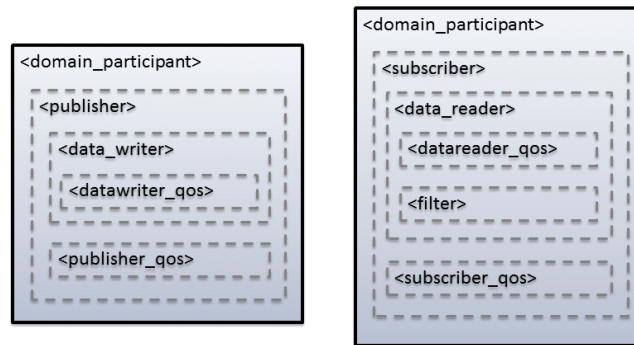 <domain_participant>
<publisher>
<data_writer>
<datawriter_qos>
<publisher_qos>
<domain_participant>
<subscriber>
<data_reader>
<datareader_qos>
<filter>
<subscriber_qos>